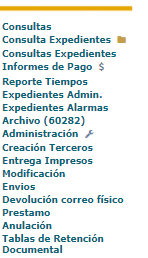 Consultas
Consulta Expedientes
Consultas Expedientes
Informes de Pago $
Reporte Tiempos
Expedientes Admin.
Expedientes Alarmas
Archivo (60282)
Administración
Creación Terceros
Entrega Impresos
Modificación
Envios
Devolución correo físico
Prestamo
Anulación
Tablas de Retención
Documental